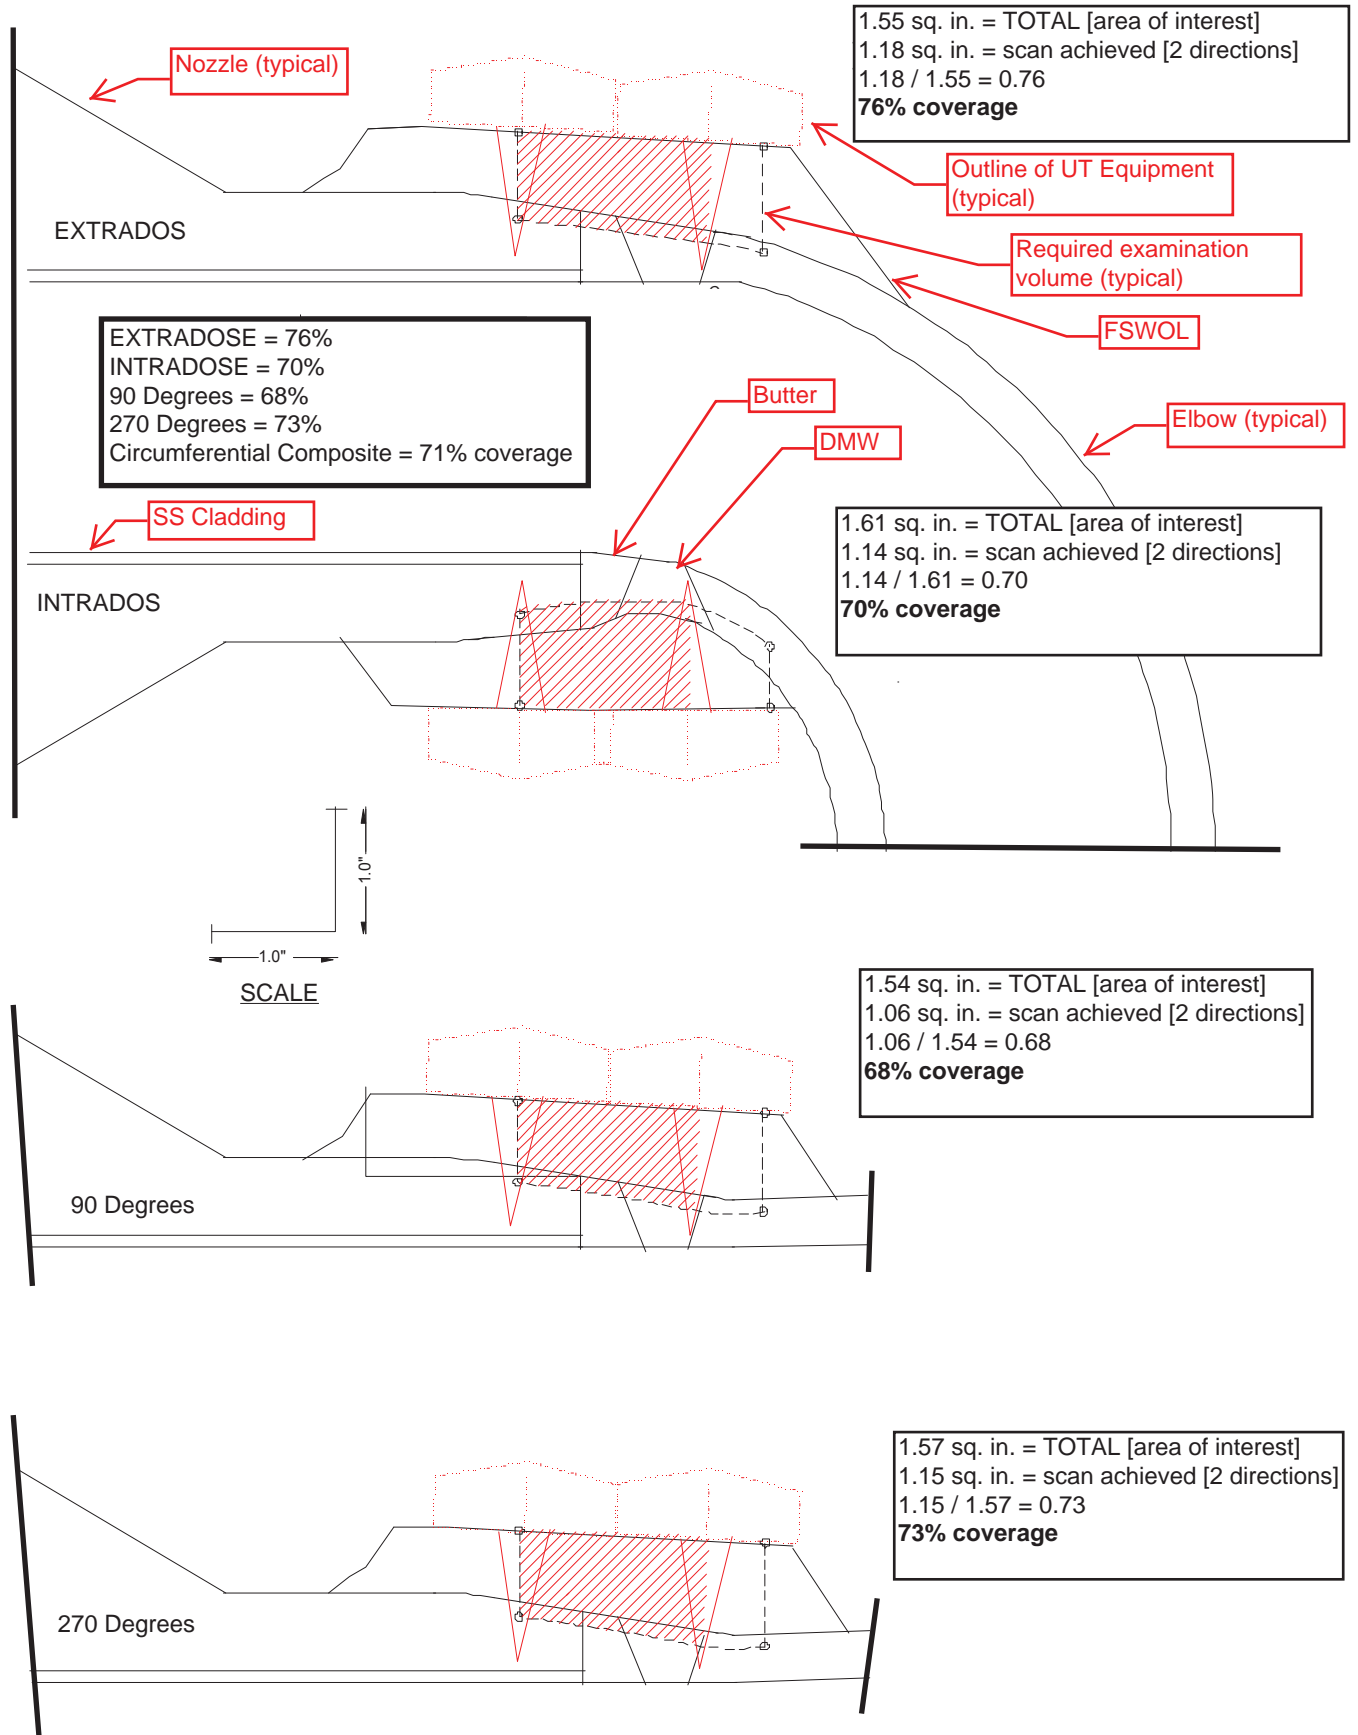 1.55 sq. in. = TOTAL [area of interest]
1.18 sq. in. = scan achieved [2 directions]
1.18 / 1.55 = 0.76
76% coverage
Nozzle (typical)
Outline of UT Equipment
(typical)
EXTRADOS
Required examination
volume (typical)
FSWOL
EXTRADOSE = 76%
INTRADOSE = 70%
90 Degrees = 68%
270 Degrees = 73%
Circumferential Composite = 71% coverage
Butter
DMW
Elbow (typical)
SS Cladding
1.61 sq. in. = TOTAL [area of interest]
1.14 sq. in. = scan achieved [2 directions]
1.14 / 1.61 = 0.70
70% coverage
INTRADOS
1.0"
1.0"
SCALE
1.54 sq. in. = TOTAL [area of interest]
1.06 sq. in. = scan achieved [2 directions]
1.06 / 1.54 = 0.68
68% coverage
90 Degrees
1.57 sq. in. = TOTAL [area of interest]
1.15 sq. in. = scan achieved [2 directions]
1.15 / 1.57 = 0.73
73% coverage
270 Degrees